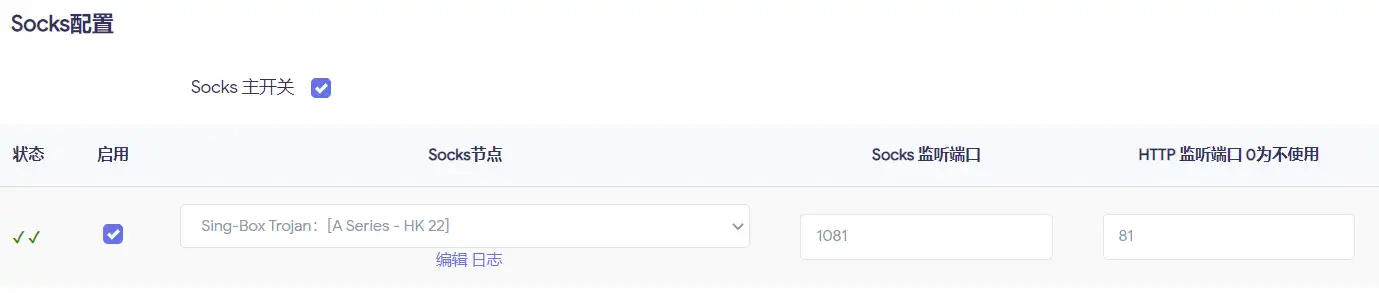 Socks配置
Socks 主开关
状态 启用 Socks节点 Socks 监听端口 HTTP 监听端口 0为不使用
✓✓ Sing-Box Trojan：[A Series - HK 22] 1081 81
编辑 日志